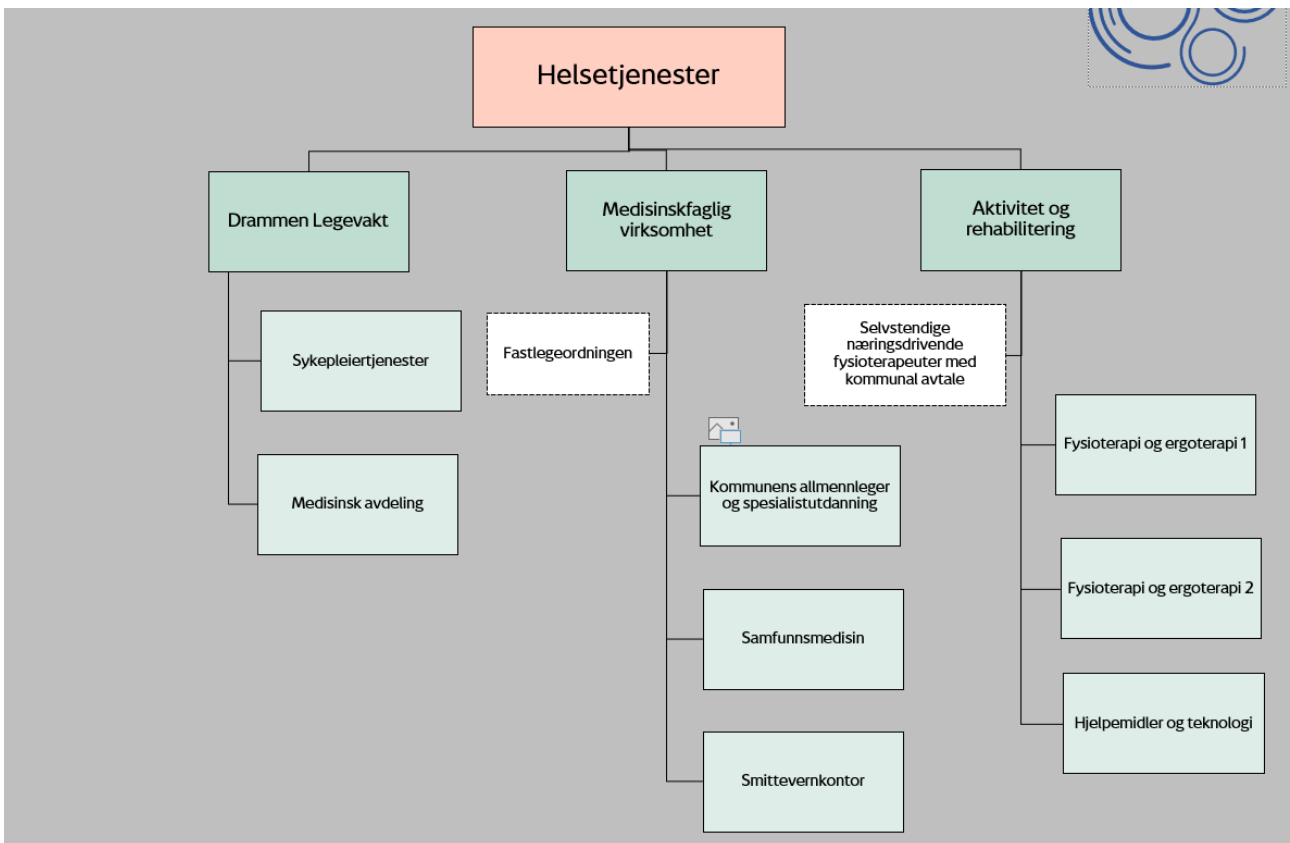 Helsetjenester
Drammen Legevakt
Medisinskfaglig
virksomhet
Aktivitet og
rehabilitering
Sykepleiertjenester
Medisinsk avdeling
Fastlegeordningen
Kommunens allmennleger
og spesialistutdanning
Samfunnsmedisin
Smittevernkontor
Selvstendige
næringsdrivende
fysioterapeuter med
kommunal avtale
Fysioterapi og ergoterapi 1
Fysioterapi og ergoterapi 2
Hjelpemidler og teknologi